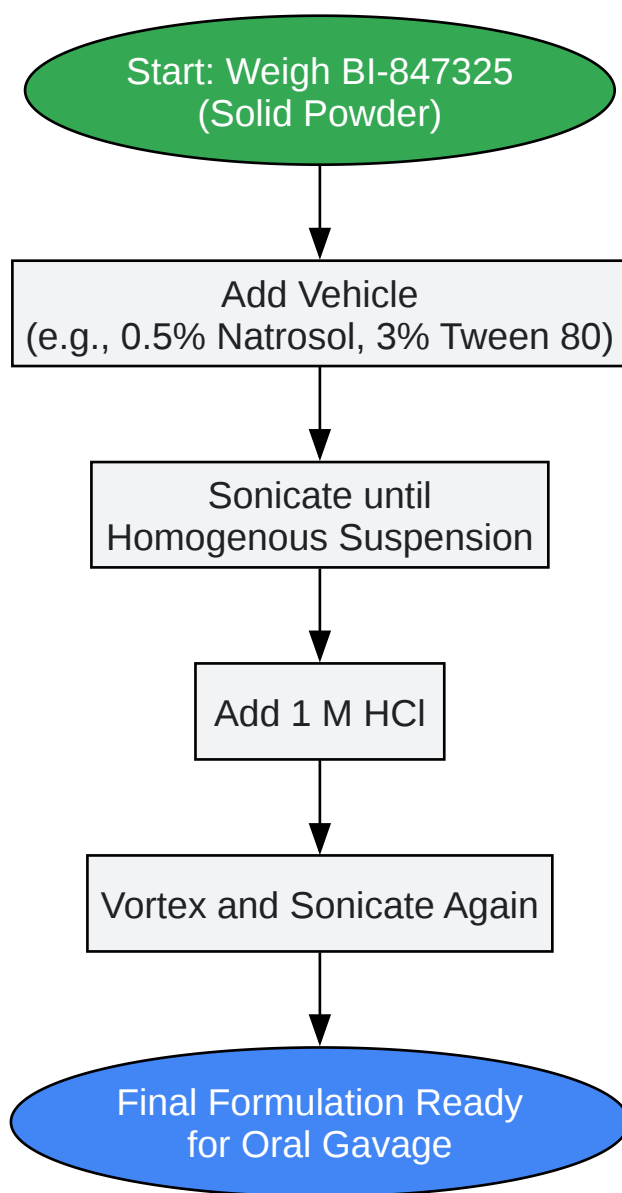 Start: Weigh BI-847325
(Solid Powder)
Add Vehicle
(e.g., 0.5% Natrosol, 3% Tween 80)
Sonicate until
Homogenous Suspension
Add 1 M HCl
Vortex and Sonicate Again
Final Formulation Ready
for Oral Gavage